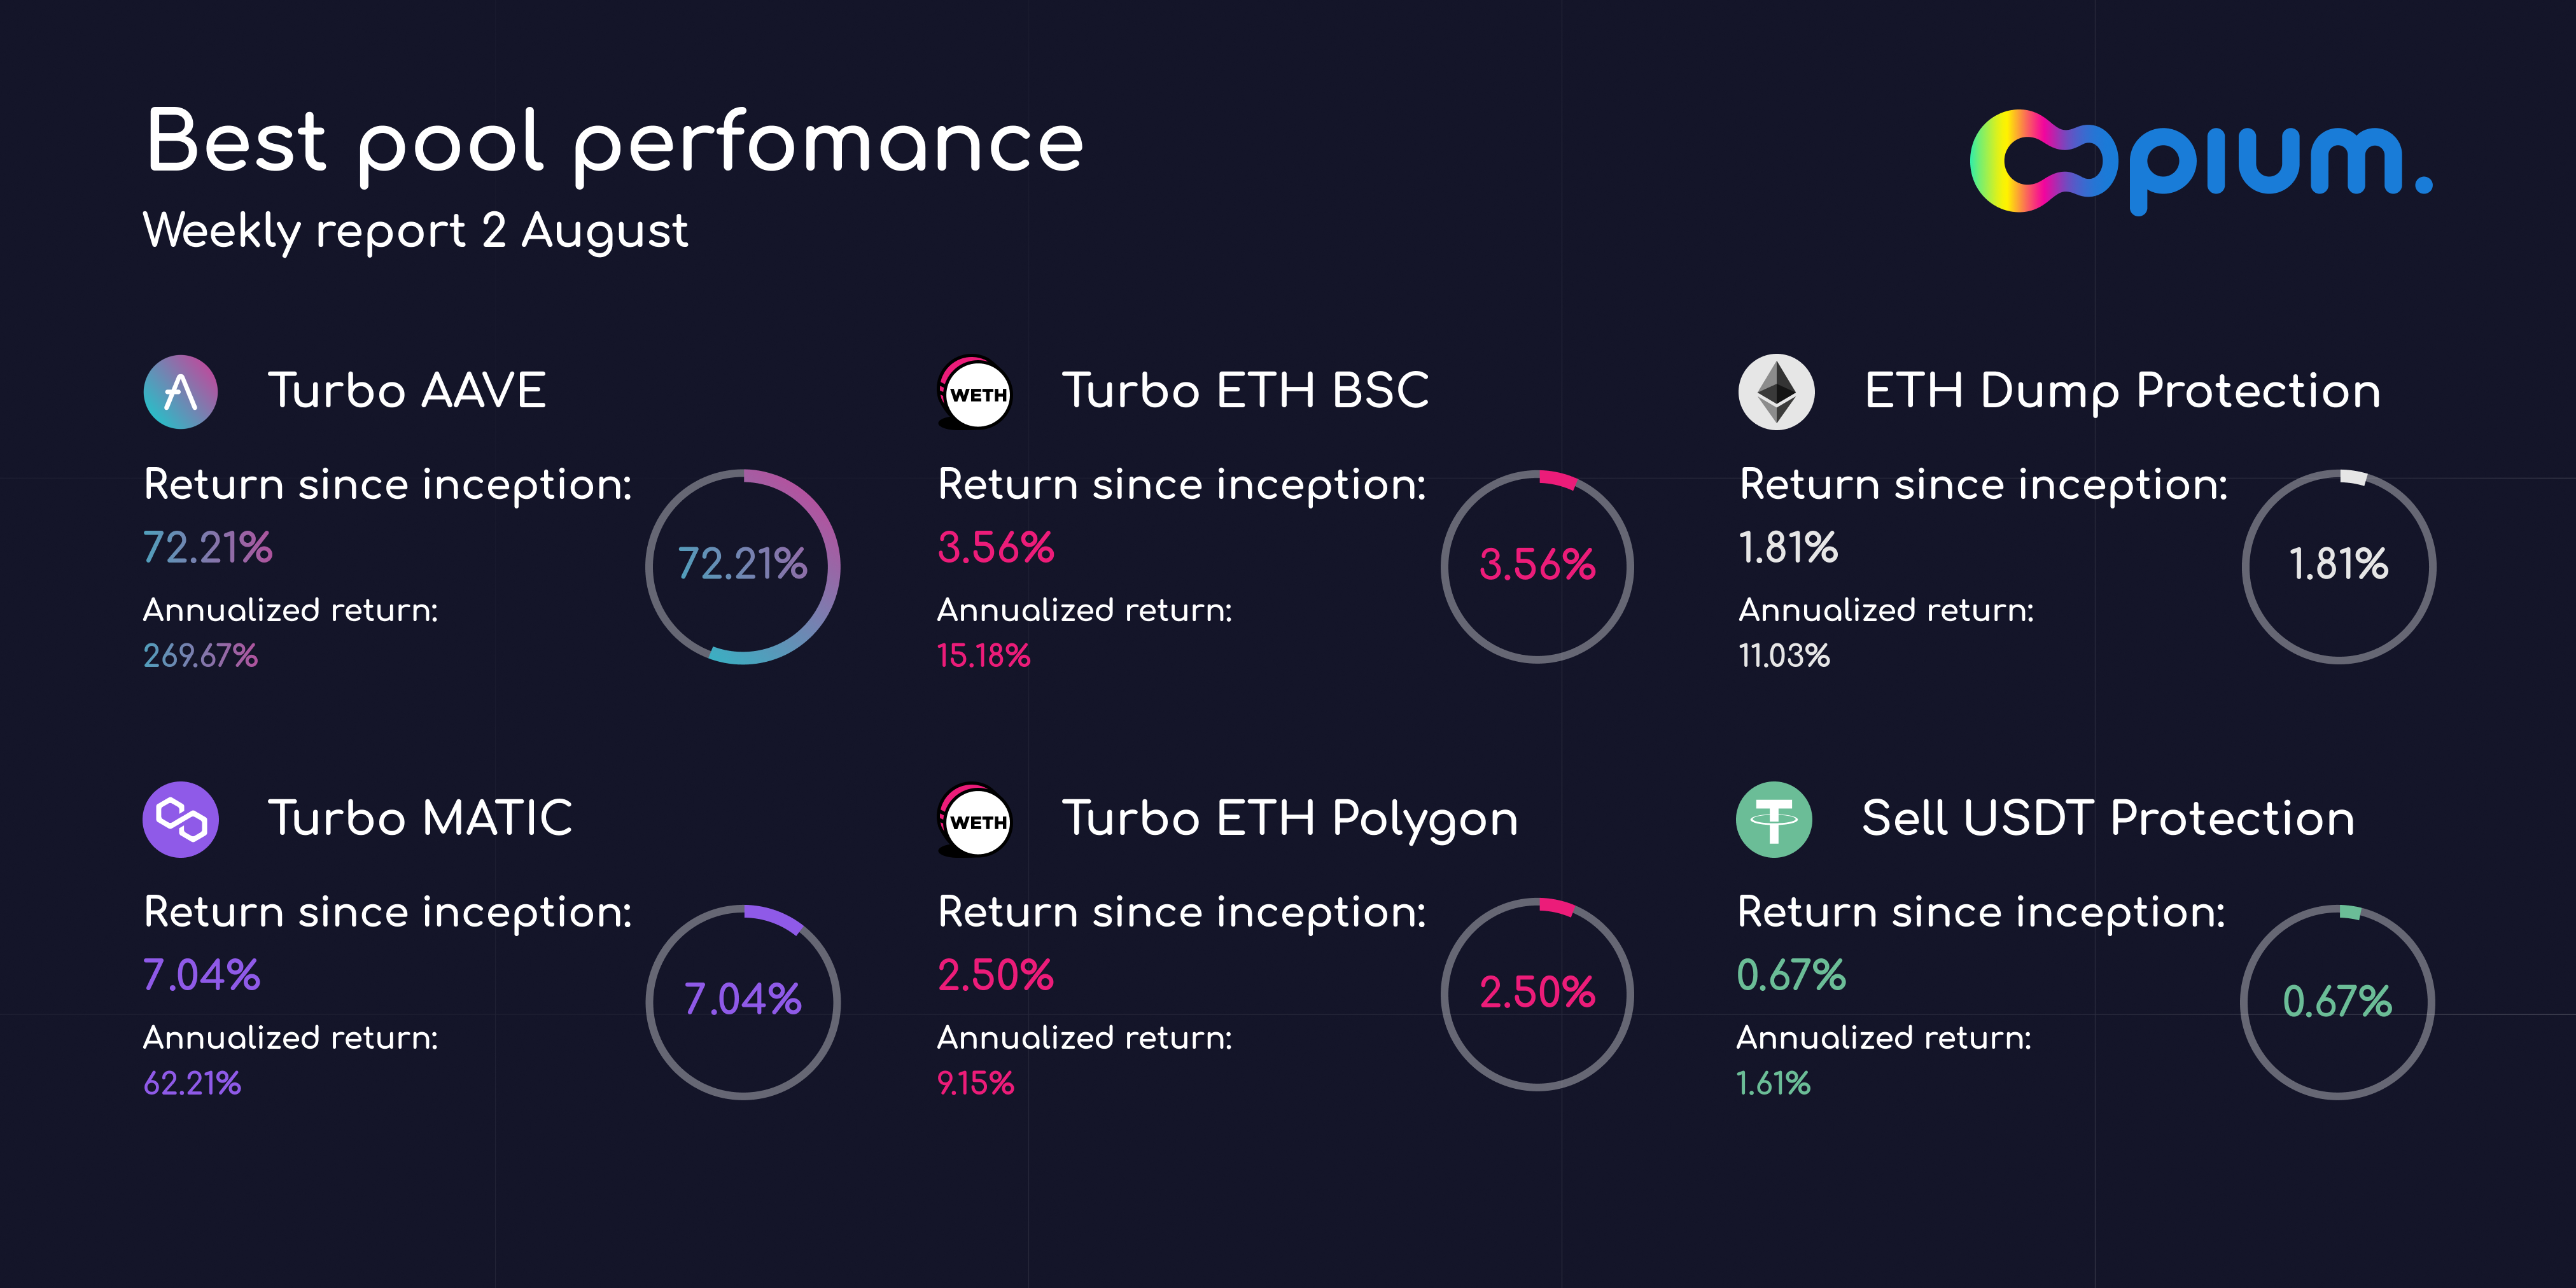 Best pool perfomance
Weekly report 2 August
opium.
Turbo AAVE
Return since inception:
72.21%
72.21%
Annualized return:
269.67%
WETH
Turbo ETH BSC
Return since inception:
3.56%
3.56%
Annualized return:
15.18%
ETH Dump Protection
Return since inception:
1.81%
1.81%
Annualized return:
11.03%
Turbo MATIC
Return since inception:
7.04%
7.04%
Annualized return:
62.21%
WETH
Turbo ETH Polygon
Return since inception:
2.50%
2.50%
Annualized return:
9.15%
Sell USDT Protection
Return since inception:
0.67%
0.67%
Annualized return:
1.61%